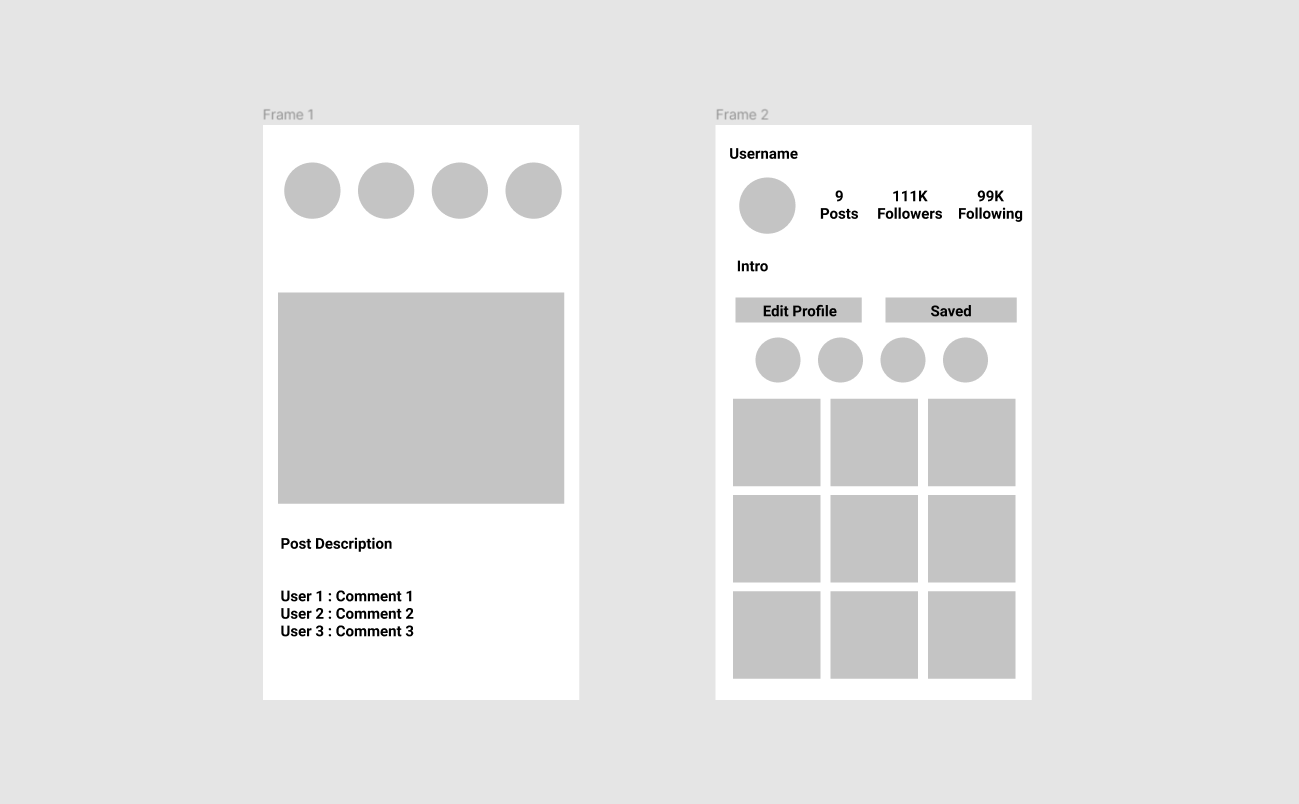 Frame 1
Post Description
User 1 : Comment 1
User 2 : Comment 2
User 3 : Comment 3
Frame 2
Username
9 111K 99K
Posts Followers Following
Intro
Edit Profile Saved